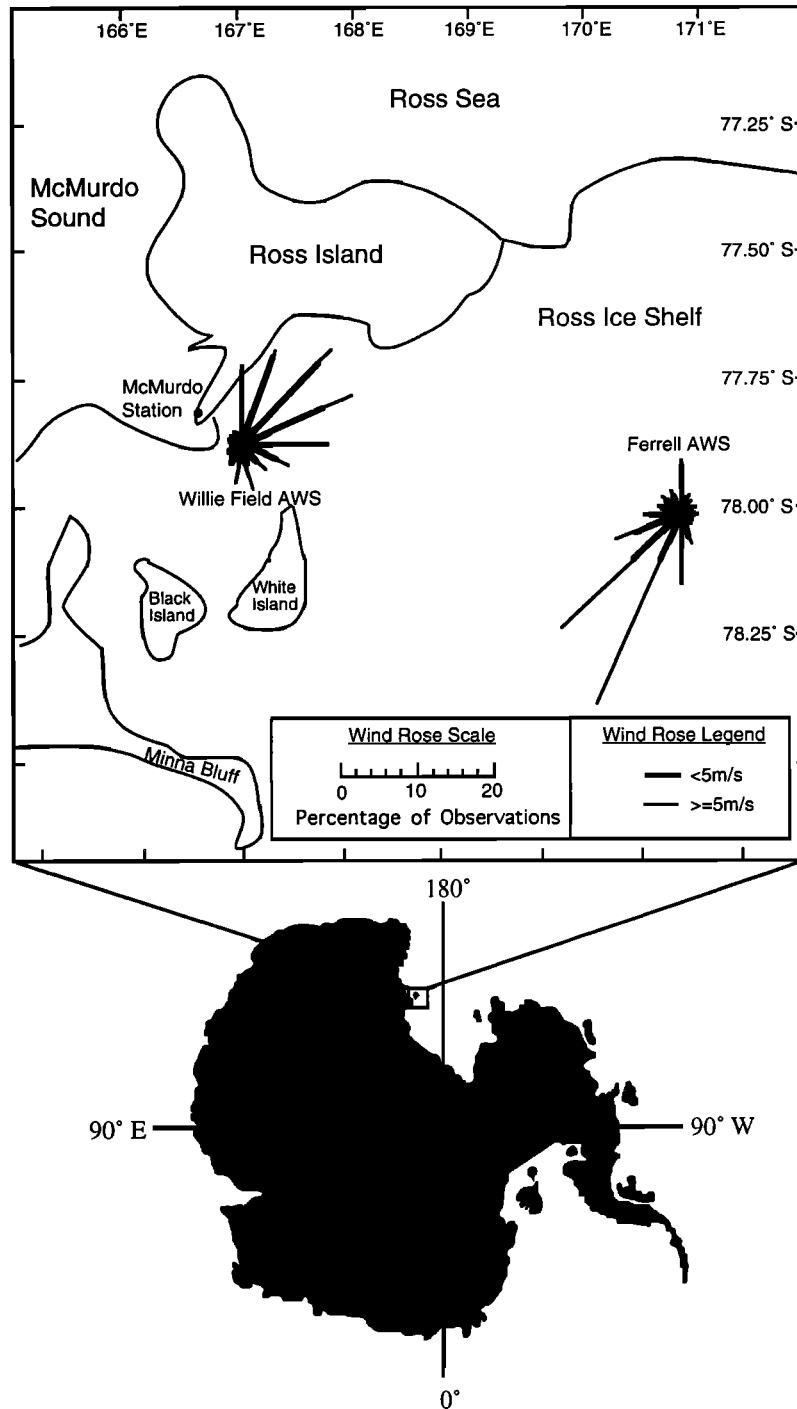 166°E 167°E 168°E 169°E 170°E 171°E
Ross Sea
77.25° S
McMurdo
Sound
Ross Island
77.50° S
Ross Ice Shelf
77.75° S
McMurdo
Station
Ferrell AWS
Willie Field AWS
78.00° S
White
Island
Black
Island
78.25° S
Minna Bluff
Wind Rose Scale
0 10 20
Percentage of Observations
Wind Rose Legend
<5m/s
>=5m/s
180°
90° E
90° W
0°